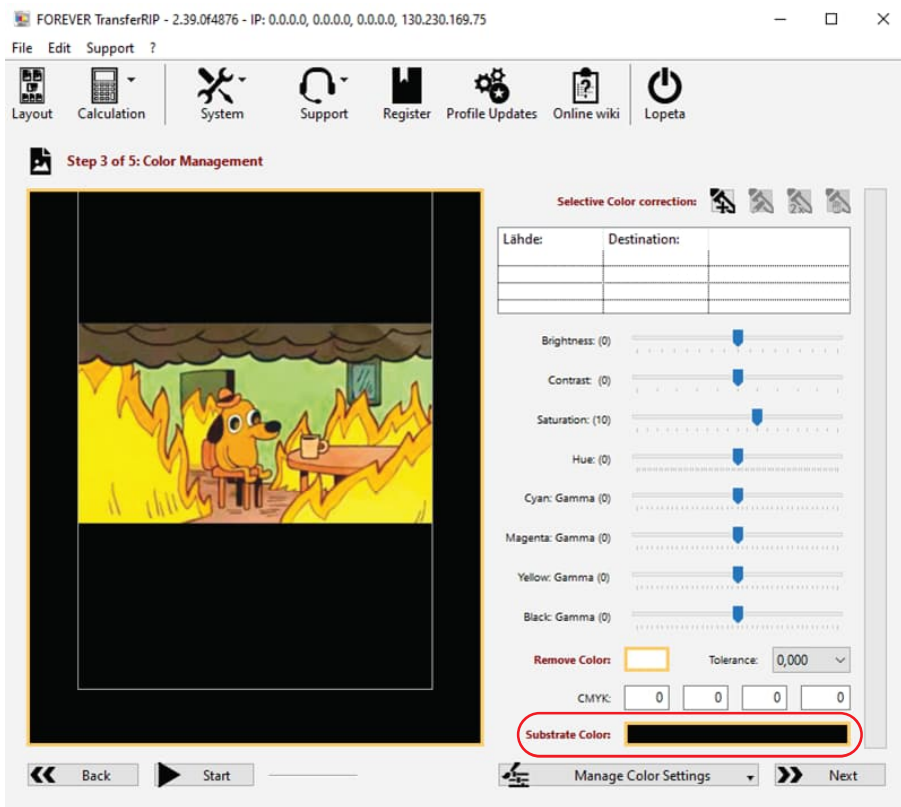 FOREVER TransferRIP - 2.39.0f4876 - IP: 0.0.0.0, 0.0.0.0, 0.0.0.0, 130.230.169.75
File Edit Support ?
Layout Calculation System Support Register Profile Updates Online wiki Lopeta
Step 3 of 5: Color Management
Selective Color correction:
2x
Lähde: Destination:
Brightness: (0)
Contrast: (0)
Saturation: (10)
Hue: (0)
Cyan: Gamma (0)
Magenta: Gamma (0)
Yellow: Gamma (0)
Black: Gamma (0)
Remove Color: Tolerance: 0,000
CMYK: 0 0 0 0
Substrate Color:
Back Start Manage Color Settings Next